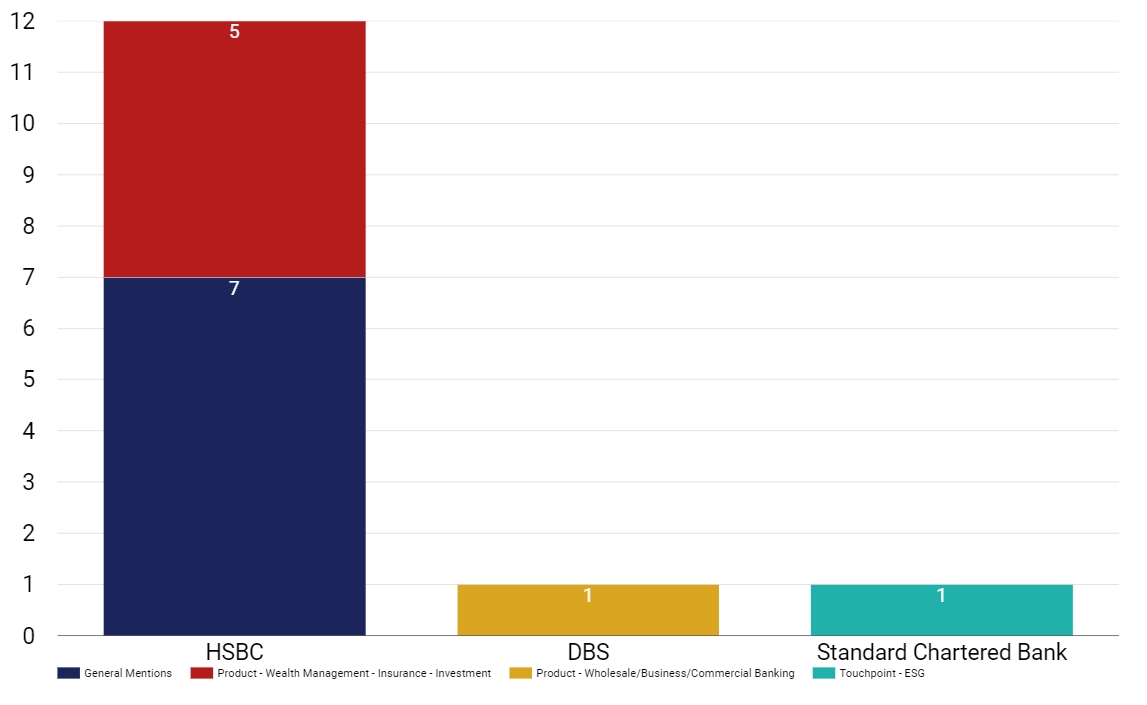 12
5
11
10
9
8
7
7
6
5
4
3
2
1
1
1
0
HSBC
DBS
Standard Chartered Bank
General Mentions
Product - Wealth Management - Insurance - Investment
Product - Wholesale/Business/Commercial Banking
Touchpoint - ESG